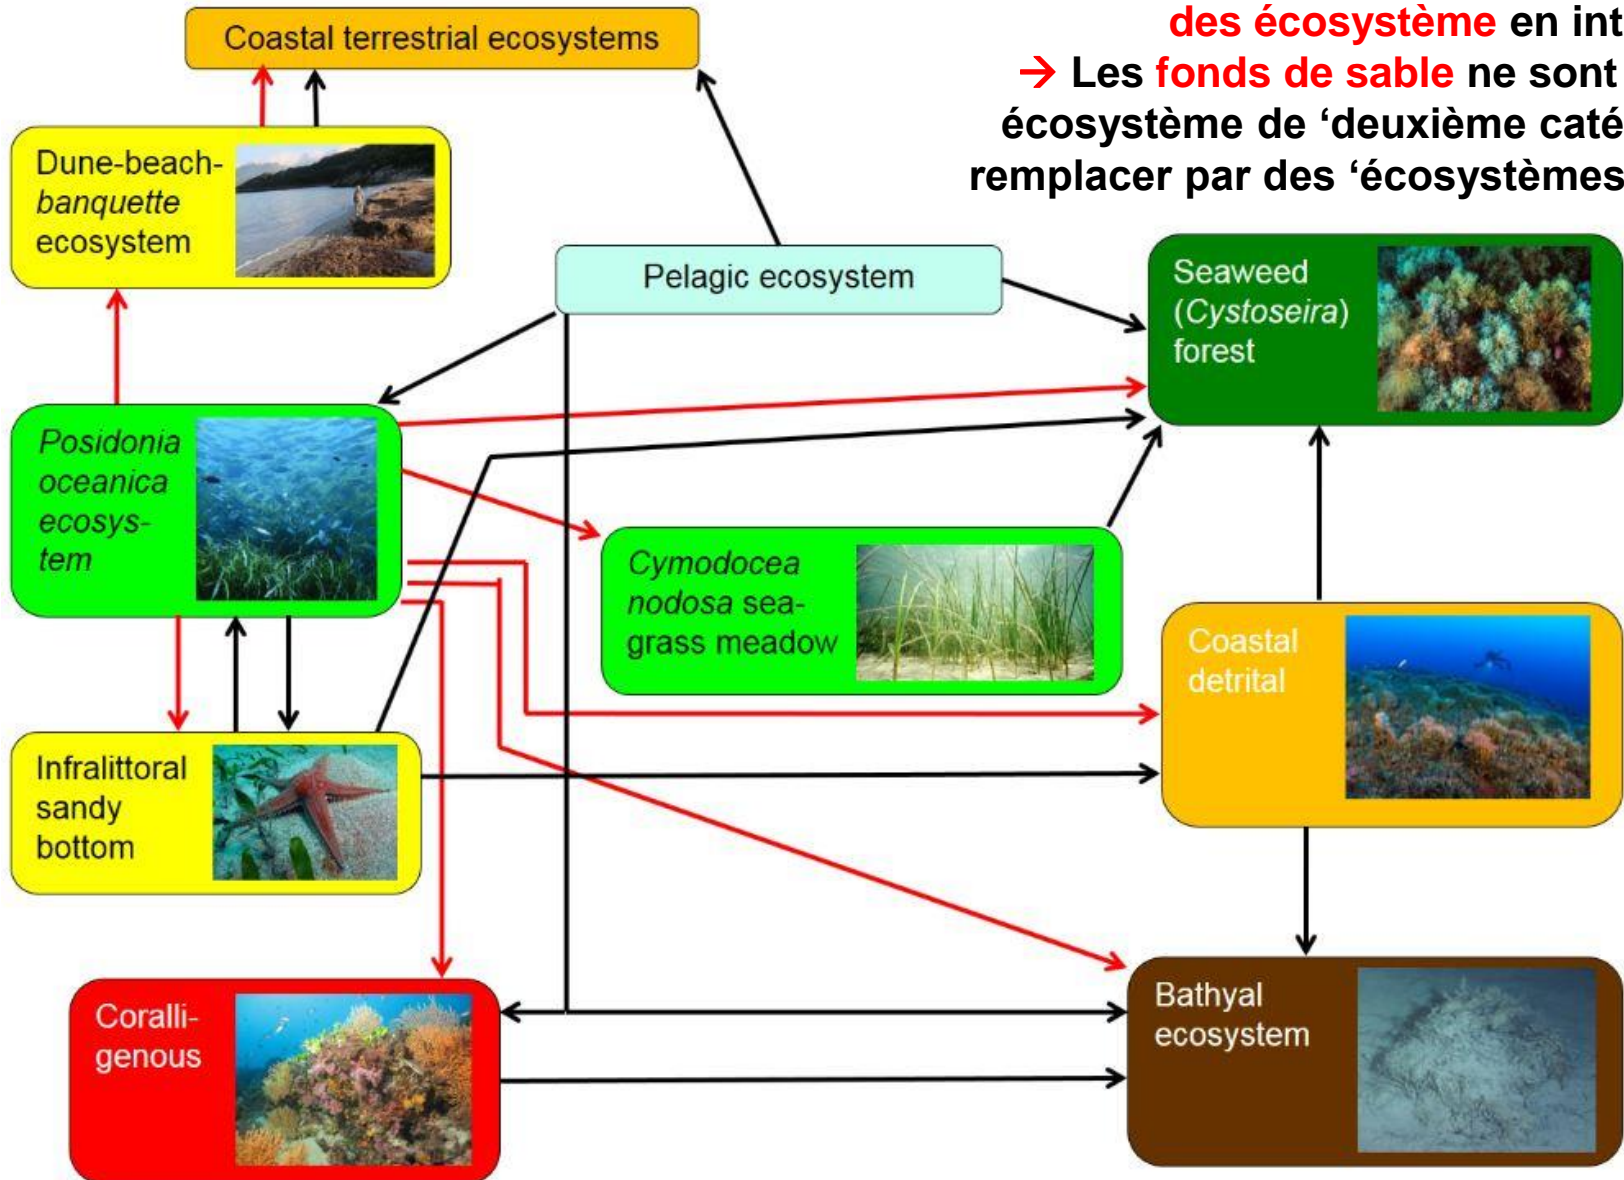 des écosystème en int
→ Les fonds de sable ne sont
écosystème de ‘deuxième caté
remplacer par des ‘écosystèmes
Coastal terrestrial ecosystems
Dune-beach-
banquette
ecosystem
Pelagic ecosystem
Seaweed
(Cystoseira)
forest
Posidonia
oceanica
ecosys-
tem
Cymodocea
nodosa sea-
grass meadow
Coastal
detrital
Infralittoral
sandy
bottom
Coralli-
genous
Bathyal
ecosystem